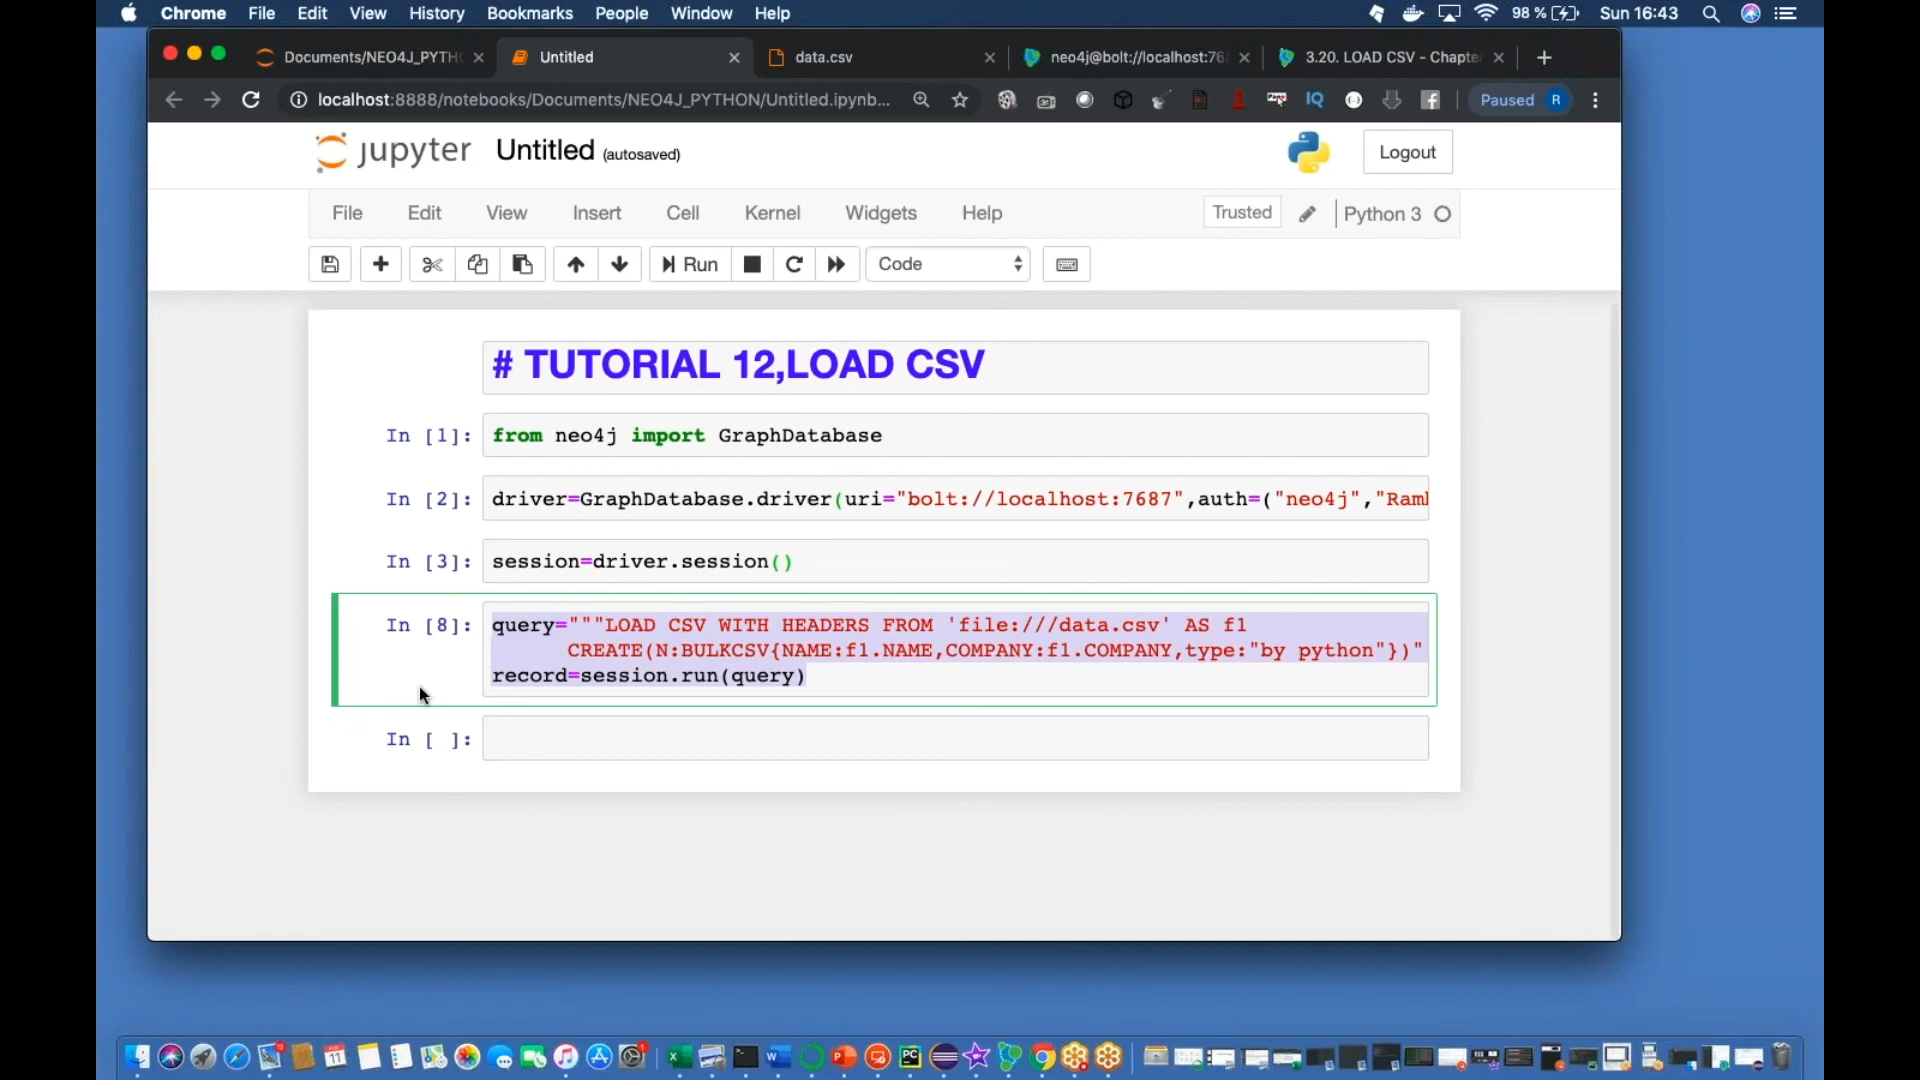 Chrome File Edit View History Bookmarks People Window Help 98 % Sun 16:43
Documents/NEO4J_PYTH Untitled data.csv neo4j@bolt://localhost:76 3.20. LOAD CSV - Chapte
localhost:8888/notebooks/Documents/NEO4J_PYTHON/Untitled.ipynb... IQ Paused R
jupyter Untitled (autosaved) Logout
File Edit View Insert Cell Kernel Widgets Help Trusted Python 3
Run Code
# TUTORIAL 12,LOAD CSV
In [1]: from neo4j import GraphDatabase
In [2]: driver=GraphDatabase.driver(uri="bolt://localhost:7687",auth=("neo4j","Ram
In [3]: session=driver.session()
In [8]: query="""LOAD CSV WITH HEADERS FROM 'file:///data.csv' AS f1
CREATE(N:BULKCSV{NAME:f1.NAME,COMPANY:f1.COMPANY,type:"by python"})"
record=session.run(query)
In [ ]: